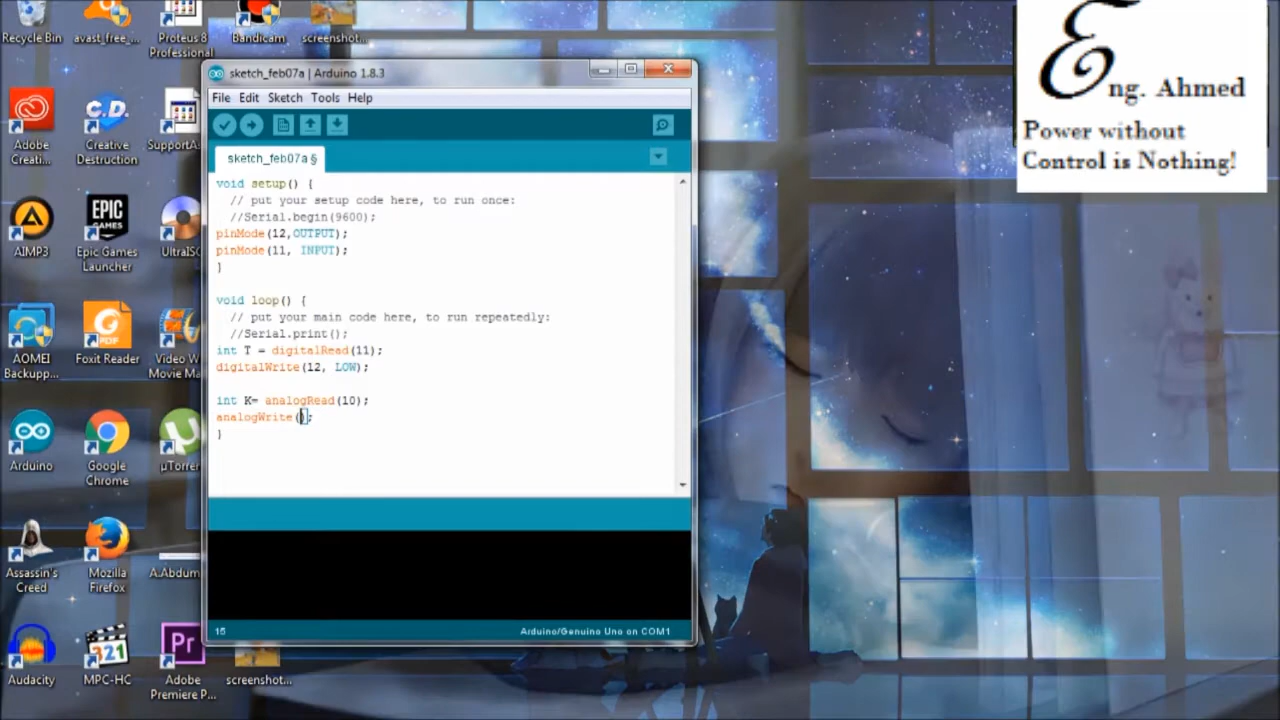 Recycle Bin
avast_free_...
Proteus 8
Professional
Bandicam
screenshot...
Adobe
Creati...
Creative
Destruction
SupportAs
AIMP3
Epic Games
Launcher
UltraISO
AOMEI
Backupp...
Foxit Reader
Video W
Movie Ma
Arduino
Google
Chrome
µTorren
Assassin's
Creed
Mozilla
Firefox
A.Abdum
Audacity
MPC-HC
Adobe
Premiere P...
screenshot...
C.D.
EPIC
GAMES
PDF
321
Pr
sketch_feb07a | Arduino 1.8.3
File Edit Sketch Tools Help
sketch_feb07a §
void setup() {
// put your setup code here, to run once:
//Serial.begin(9600);
pinMode(12,OUTPUT);
pinMode(11, INPUT);
}
void loop() {
// put your main code here, to run repeatedly:
//Serial.print();
int T = digitalRead(11);
digitalWrite(12, LOW);
int K= analogRead(10);
analogWrite();
}
15
Arduino/Genuino Uno on COM1
Eng. Ahmed
Power without
Control is Nothing!